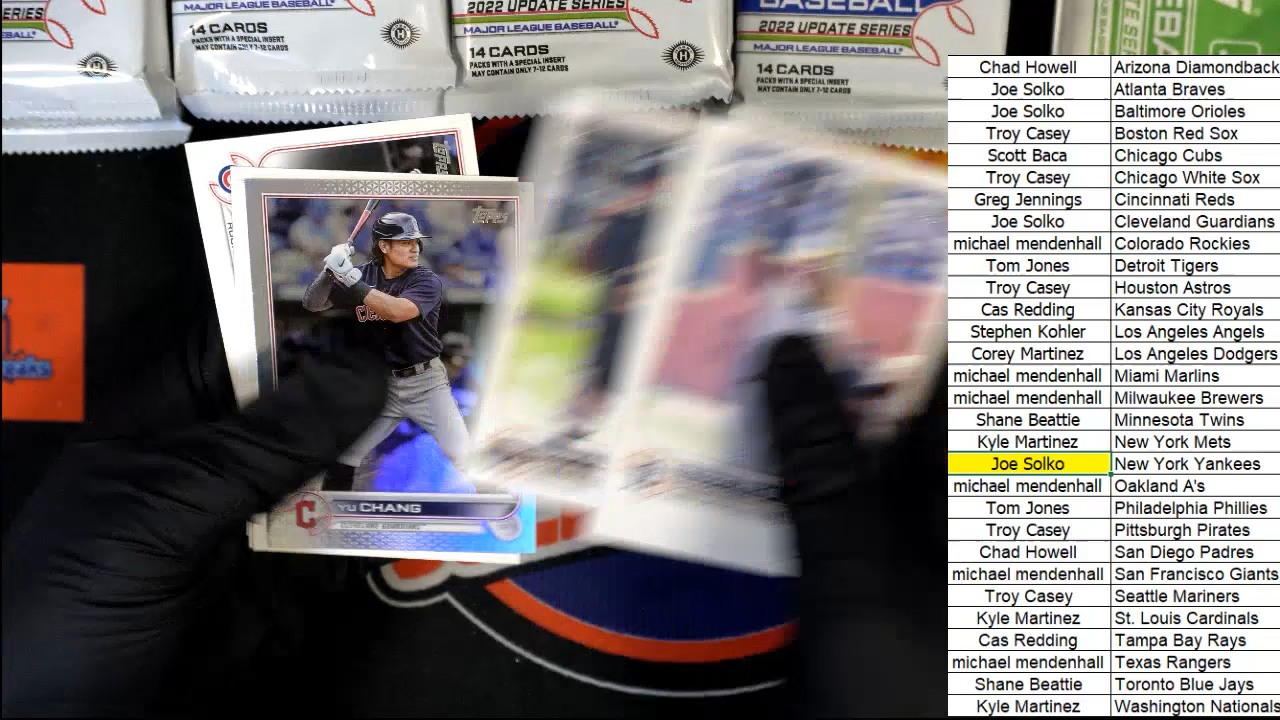 ERIES
MAJOR LEAGUE BASEBALL
14 CARDS
PACKS WITH A SPECIAL INSERT
MAY CONTAIN ONLY 7-12 CARDS
2022 UPDATE SERIES
MAJOR LEAGUE BASEBALL
14 CARDS
PACKS WITH A SPECIAL INSERT
MAY CONTAIN ONLY 7-12 CARDS
BASEBALL
2022 UPDATE SERIES
MAJOR LEAGUE BASEBALL
14 CARDS
PACKS WITH A SPECIAL INSERT
MAY CONTAIN ONLY 7-12 CARDS
TOPPS
TOPPS
C
YU CHANG
CLEVELAND GUARDIANS
Chad Howell Arizona Diamondback
Joe Solko Atlanta Braves
Joe Solko Baltimore Orioles
Troy Casey Boston Red Sox
Scott Baca Chicago Cubs
Troy Casey Chicago White Sox
Greg Jennings Cincinnati Reds
Joe Solko Cleveland Guardians
michael mendenhall Colorado Rockies
Tom Jones Detroit Tigers
Troy Casey Houston Astros
Cas Redding Kansas City Royals
Stephen Kohler Los Angeles Angels
Corey Martinez Los Angeles Dodgers
michael mendenhall Miami Marlins
michael mendenhall Milwaukee Brewers
Shane Beattie Minnesota Twins
Kyle Martinez New York Mets
Joe Solko New York Yankees
michael mendenhall Oakland A's
Tom Jones Philadelphia Phillies
Troy Casey Pittsburgh Pirates
Chad Howell San Diego Padres
michael mendenhall San Francisco Giants
Troy Casey Seattle Mariners
Kyle Martinez St. Louis Cardinals
Cas Redding Tampa Bay Rays
michael mendenhall Texas Rangers
Shane Beattie Toronto Blue Jays
Kyle Martinez Washington Nationals